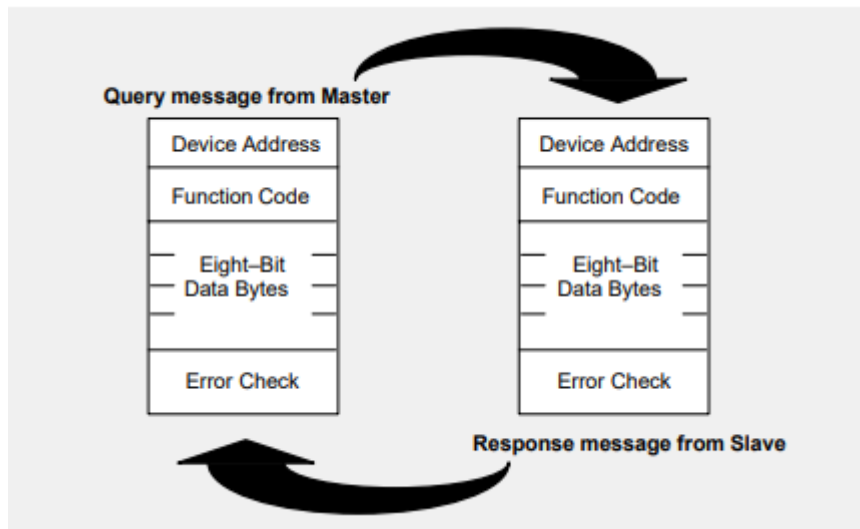 Query message from Master
Device Address
Function Code
Eight–Bit
Data Bytes
Error Check
Device Address
Function Code
Eight–Bit
Data Bytes
Error Check
Response message from Slave